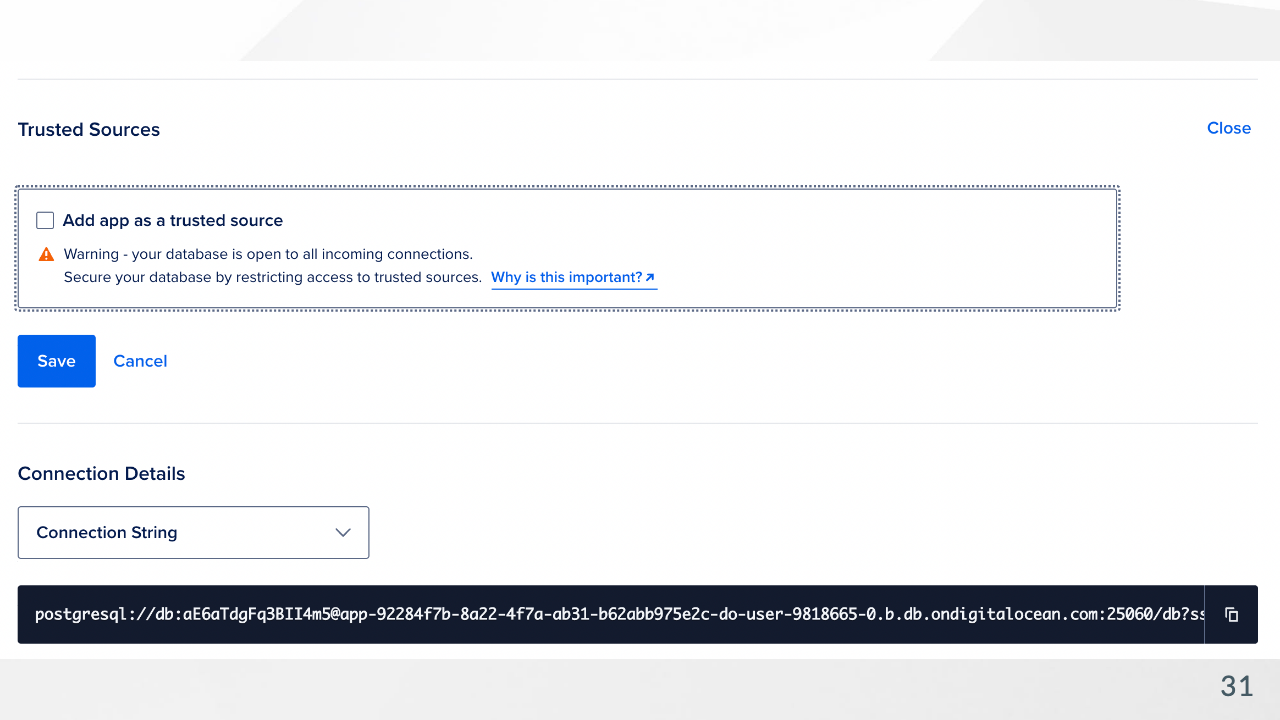 Trusted Sources
Close
Add app as a trusted source
Warning - your database is open to all incoming connections.
Secure your database by restricting access to trusted sources. Why is this important?
Save
Cancel
Connection Details
Connection String
postgresql://db:aE6aTdgFq3BII4m5@app-92284f7b-8a22-4f7a-ab31-b62abb975e2c-do-user-9818665-0.b.db.ondigitalocean.com:25060/db?ss
31